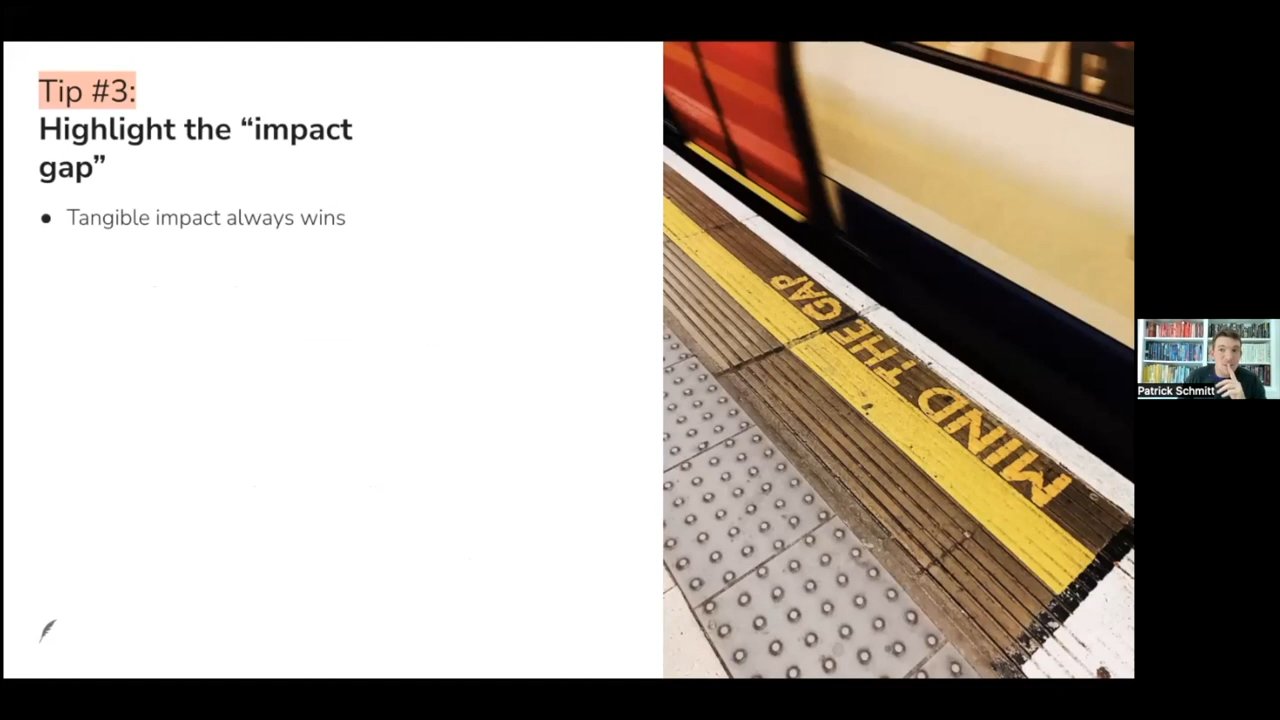 Tip #3:
Highlight the “impact
gap”
● Tangible impact always wins
MIND THE GAP
Patrick Schmitt